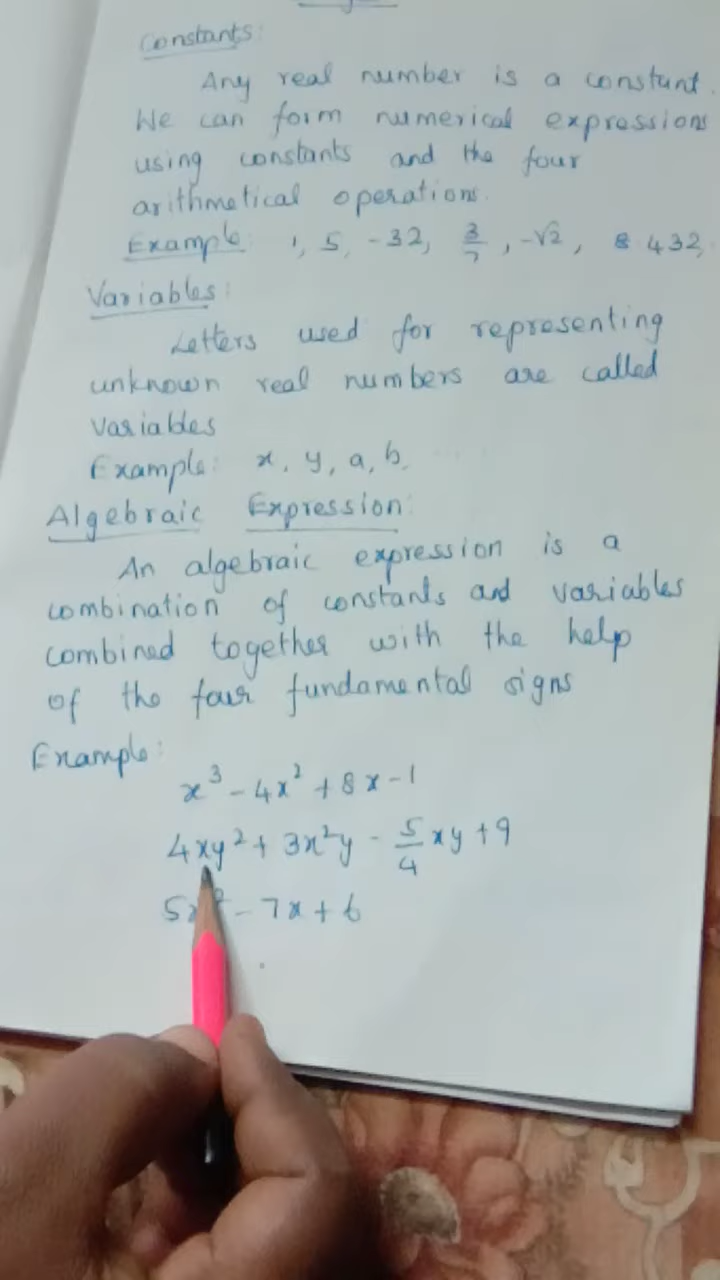 Constants:
Any real number is a constant.
We can form numerical expressions
using constants and the four
arithmetical operations.
Example: 1, 5, -32, 3/7, -√2, 8.432,
Variables:
Letters used for representing
unknown real numbers are called
variables
Example: x, y, a, b,
Algebraic Expression:
An algebraic expression is a
combination of constants and variables
combined together with the help
of the four fundamental signs
Example:
x³ - 4x² + 8x - 1
4xy² + 3x²y - 5/4 xy + 9
5x² - 7x + 6